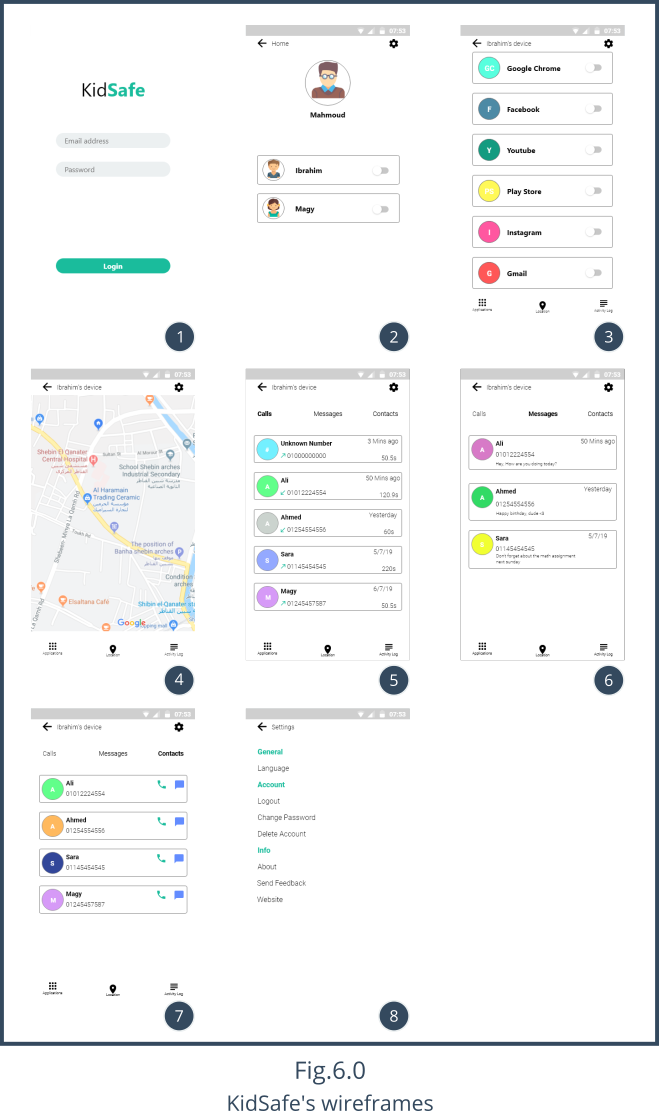 KidSafe
Email address
Password
Login
1
07:53
Home
Mahmoud
Ibrahim
Magy
2
07:53
Ibrahim's device
GC Google Chrome
F Facebook
Y Youtube
PS Play Store
I Instagram
G Gmail
Applications Location Activity Log
3
07:53
Ibrahim's device
Shebin El Qanater
Central Hospital
School Shebin arches
Industrial Secondary
Al Haramain
Trading Ceramic
The position of
Bariha shebin arches
Condition
arches
Elsaltana Café
Shibin el-Qanater
Google
Applications Location Activity Log
4
07:53
Ibrahim's device
Calls Messages Contacts
Unknown Number 3 Mins ago
# 01000000000 50.5s
Ali 50 Mins ago
A 01012224554 120.9s
Ahmed Yesterday
A 01254554556 60s
Sara 5/7/19
S 01145454545 220s
Magy 6/7/19
M 01245457587 50.5s
Applications Location Activity Log
5
07:53
Ibrahim's device
Calls Messages Contacts
Ali 50 Mins ago
A 01012224554
Hey, How are you doing today?
Ahmed Yesterday
A 01254554556
Happy birthday, dude <3
Sara 5/7/19
S 01145454545
Don't forget about the math assignment
next sunday
Applications Location Activity Log
6
07:53
Ibrahim's device
Calls Messages Contacts
Ali
A 01012224554
Ahmed
A 01254554556
Sara
S 01145454545
Magy
M 01245457587
Applications Location Activity Log
7
07:53
Settings
General
Language
Account
Logout
Change Password
Delete Account
Info
About
Send Feedback
Website
8
Fig.6.0
KidSafe's wireframes